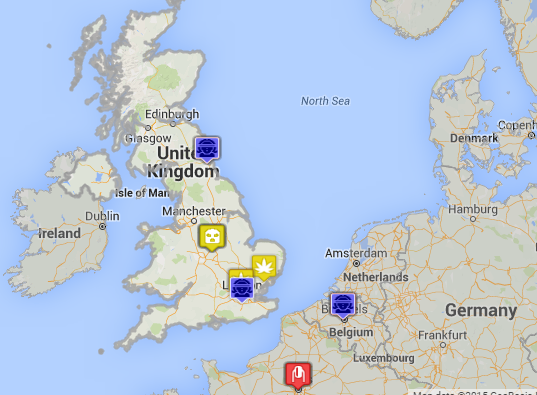 North Sea
Edinburgh
Glasgow
Denmark
Kingdom
Isle of Man
Dublin
Manchester
Ireland
Hamburg
Amsterdam
Netherlands
Germany
Belgium
Frankfurt
Luxembourg